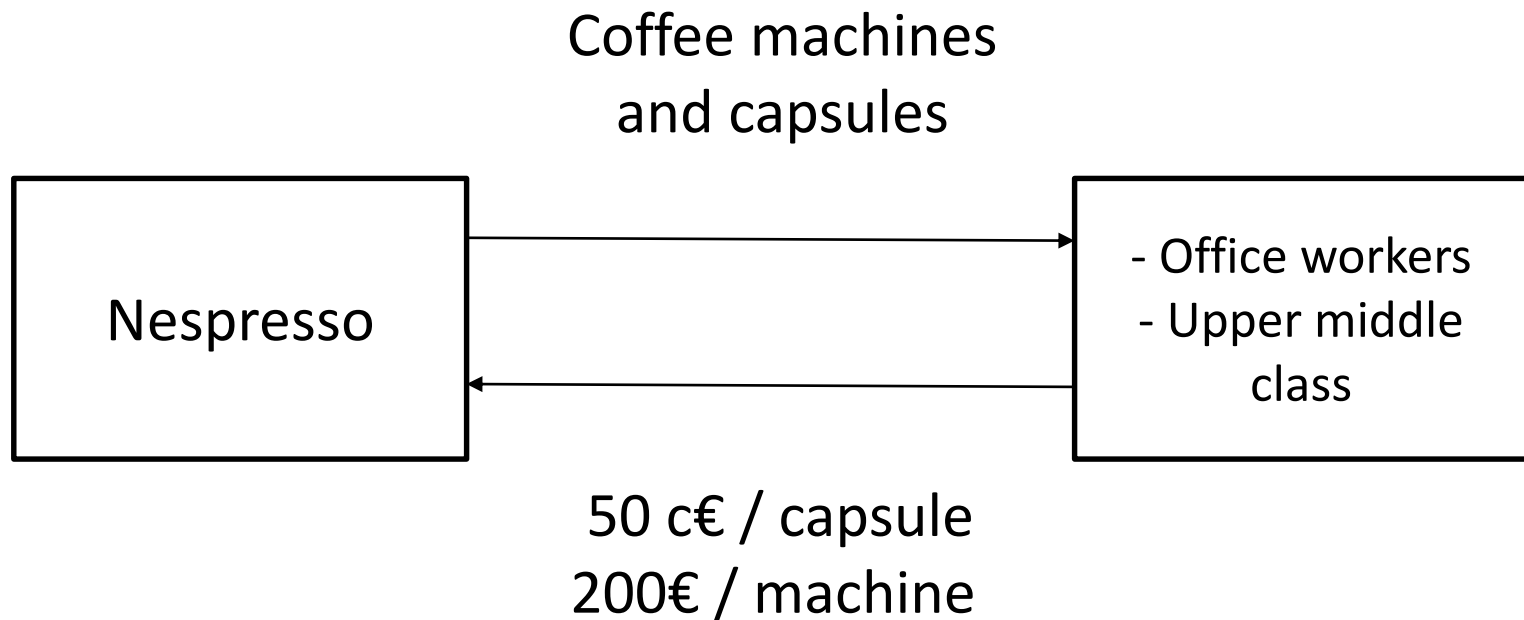 Coffee machines
and capsules
Nespresso
- Office workers
- Upper middle
class
50 c€ / capsule
200€ / machine